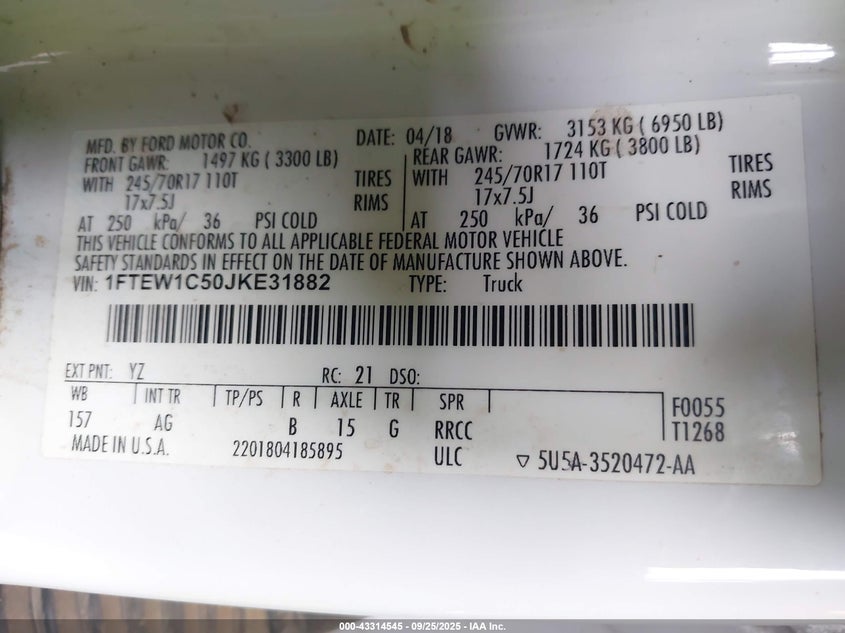 MFD. BY FORD MOTOR CO. DATE: 04/18 GVWR: 3153 KG ( 6950 LB)
FRONT GAWR: 1497 KG ( 3300 LB) REAR GAWR: 1724 KG ( 3800 LB)
WITH 245/70R17 110T TIRES WITH 245/70R17 110T TIRES
17x7.5J RIMS 17x7.5J RIMS
AT 250 kPa/ 36 PSI COLD AT 250 kPa/ 36 PSI COLD
THIS VEHICLE CONFORMS TO ALL APPLICABLE FEDERAL MOTOR VEHICLE
SAFETY STANDARDS IN EFFECT ON THE DATE OF MANUFACTURE SHOWN ABOVE.
VIN: 1FTEW1C50JKE31882 TYPE: Truck
EXT PNT: YZ RC: 21 DSO:
WB INT TR TP/PS R AXLE TR SPR
157 AG B 15 G RRCC F0055
T1268
MADE IN U.S.A. 2201804185895 ULC ▽ 5U5A-3520472-AA
000-43314545 - 09/25/2025 - IAA Inc.